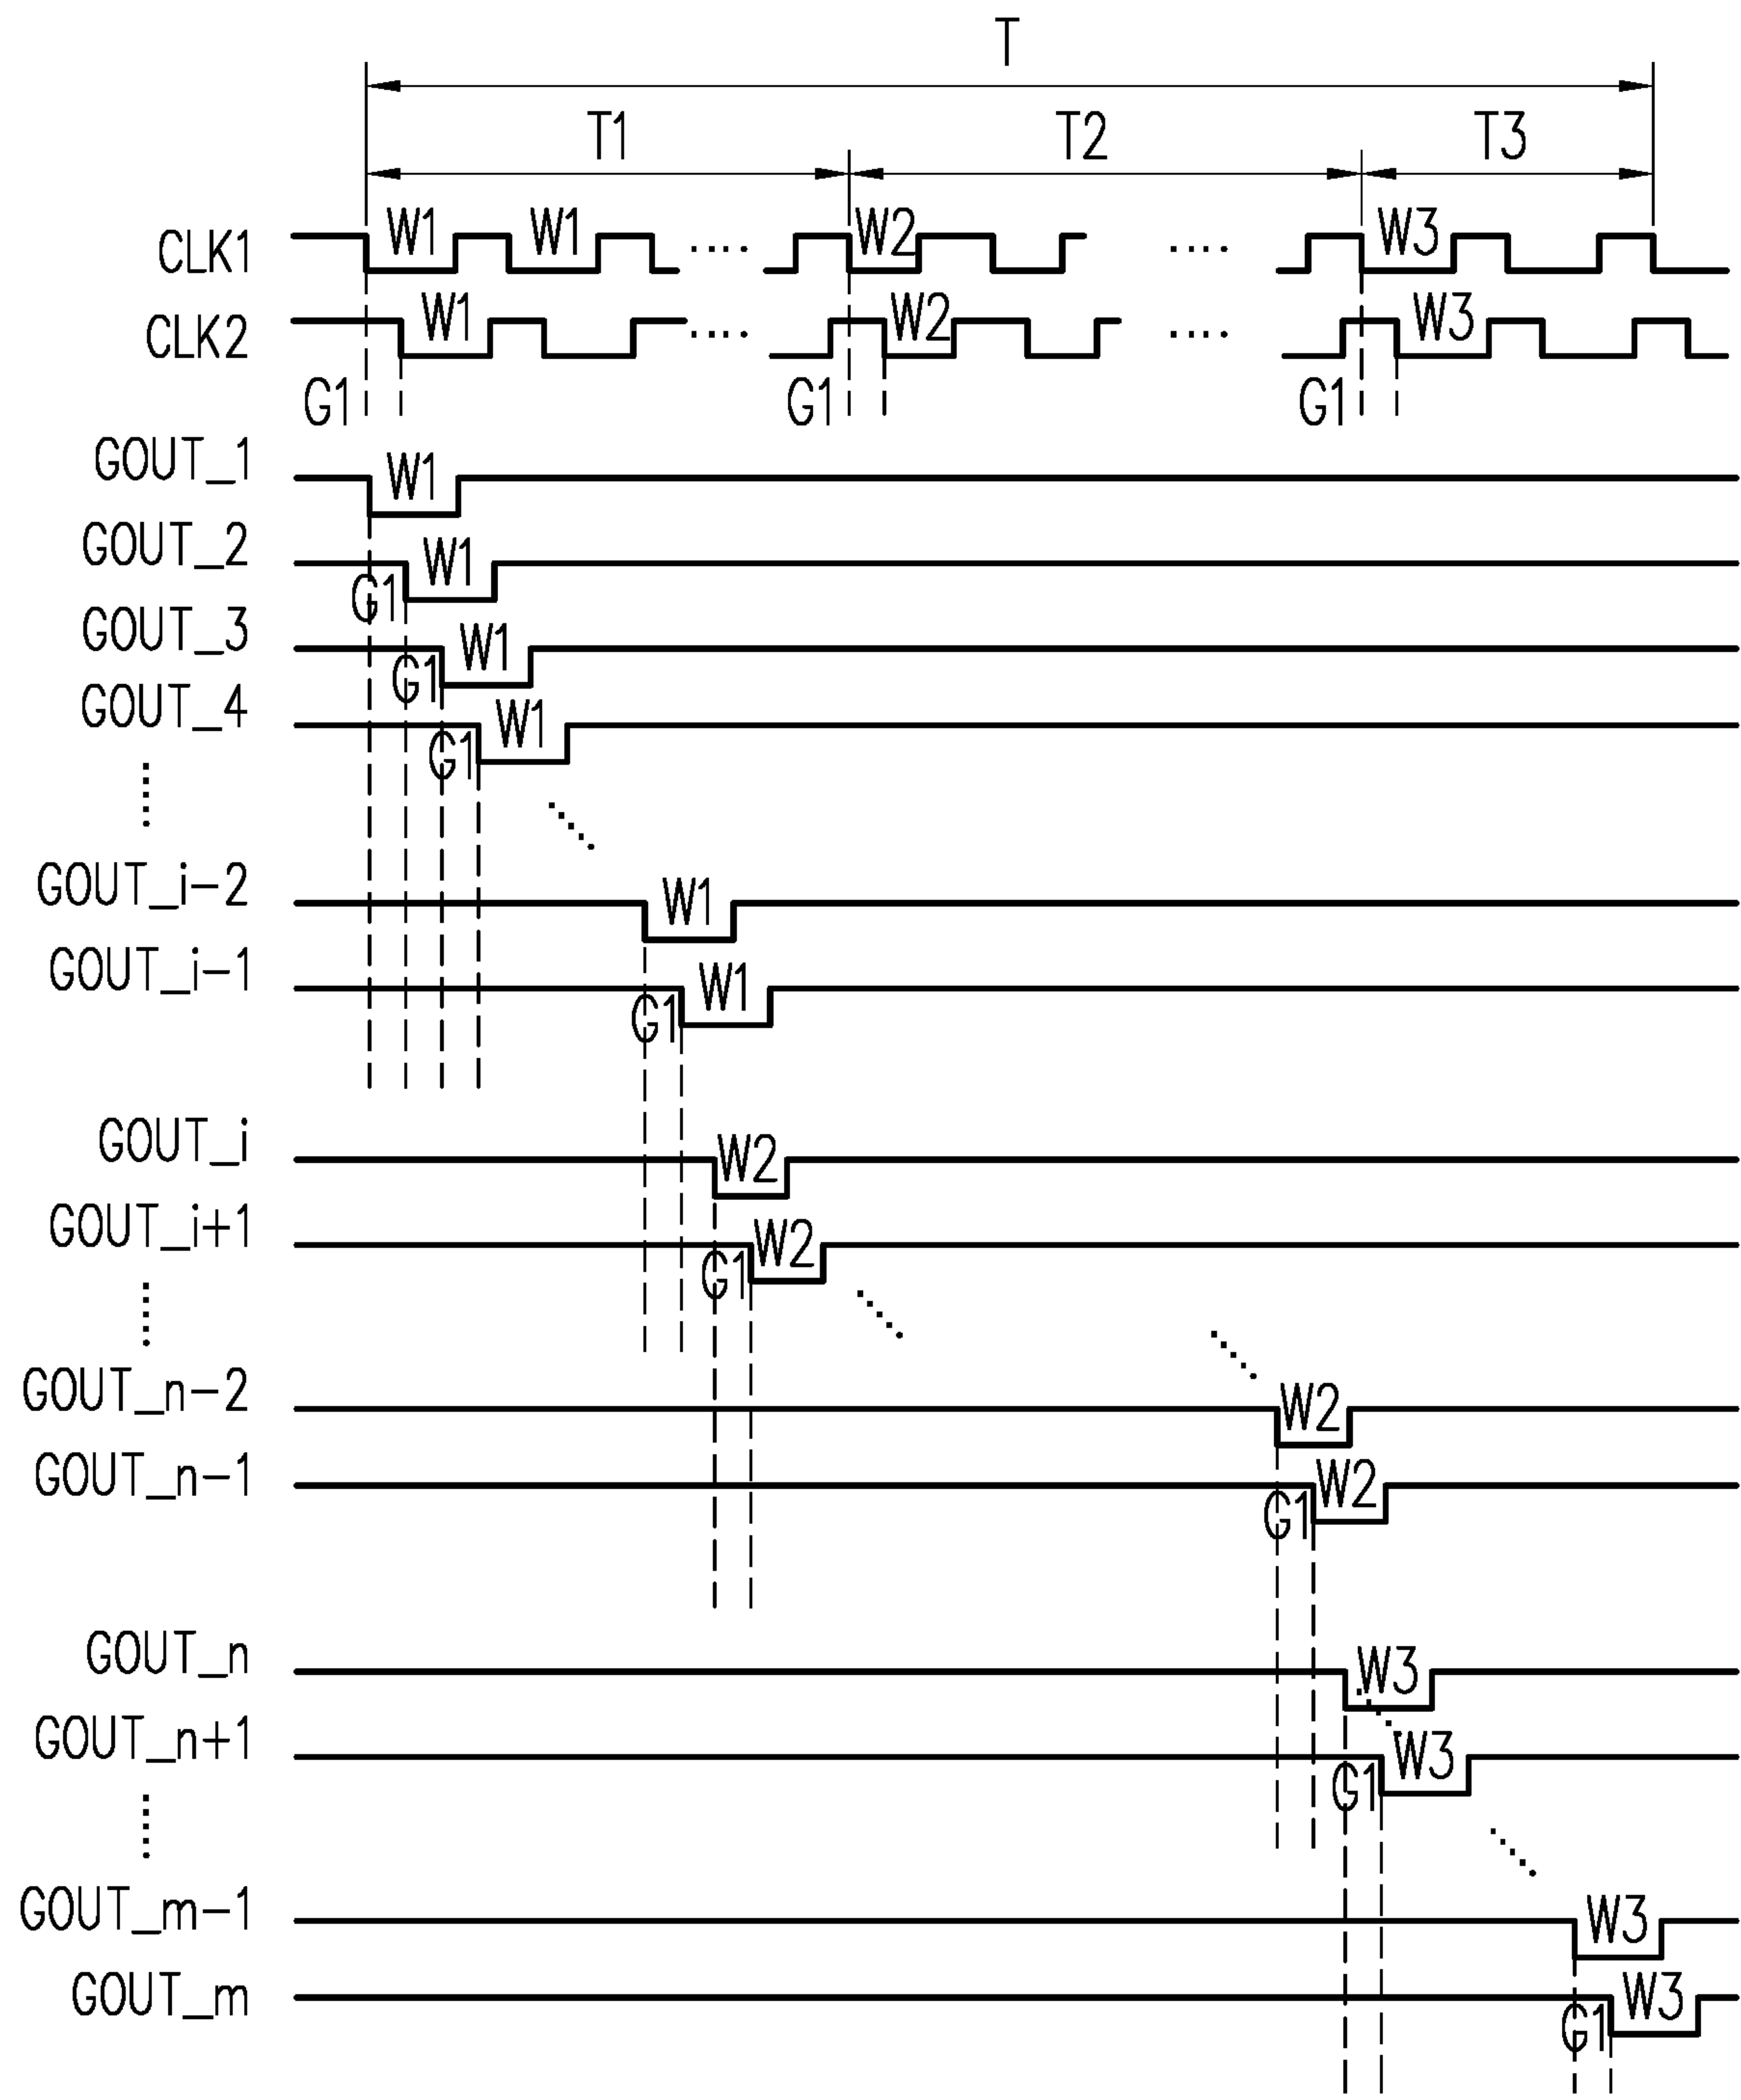 T
T1 T2 T3
CLK1 W1 W1 .... W2 .... W3
CLK2 W1 .... W2 .... W3
G1 G1 G1
GOUT_1 W1
GOUT_2 W1
G1
GOUT_3 W1
G1
GOUT_4 W1
G1
GOUT_i-2 W1
GOUT_i-1 W1
G1
GOUT_i W2
GOUT_i+1 W2
G1
GOUT_n-2 W2
GOUT_n-1 W2
G1
GOUT_n W3
GOUT_n+1 W3
G1
GOUT_m-1 W3
GOUT_m W3
G1